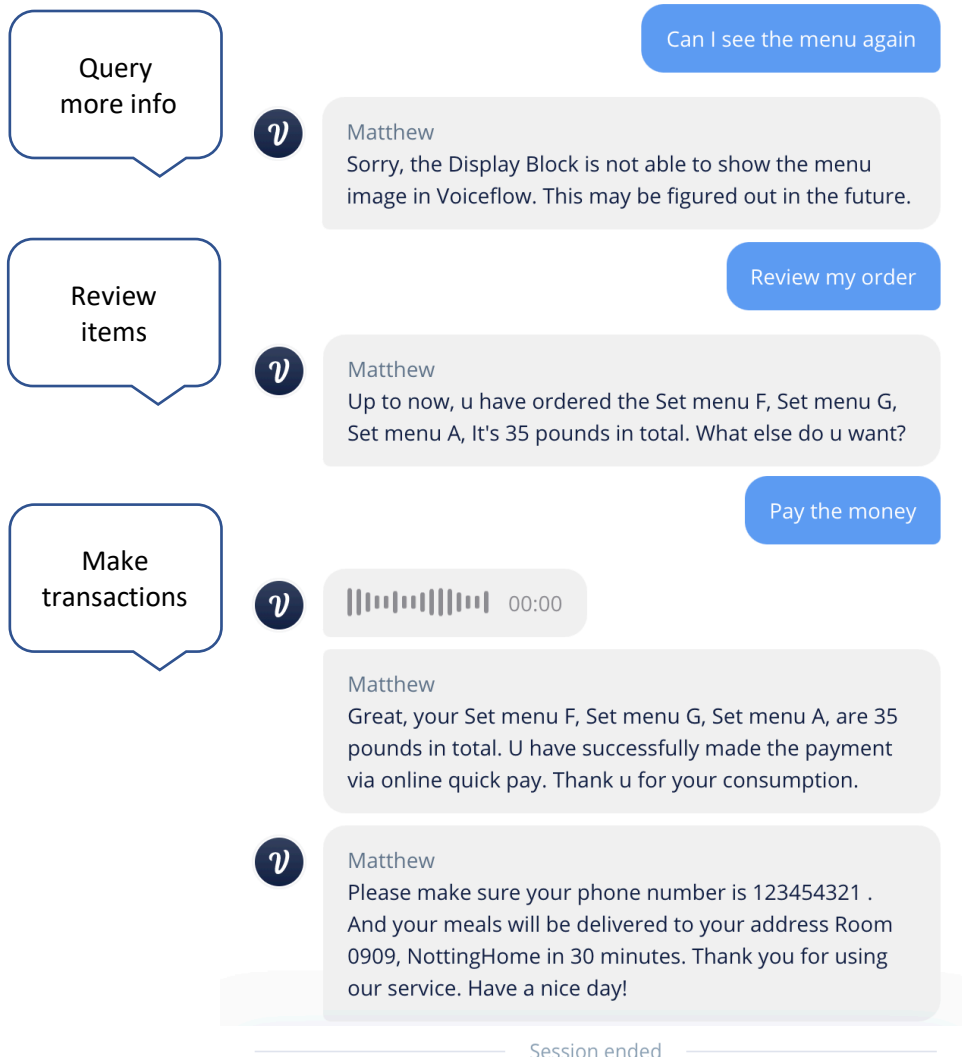 Can I see the menu again
Query
more info
Matthew
Sorry, the Display Block is not able to show the menu
image in Voiceflow. This may be figured out in the future.
Review my order
Review
items
Matthew
Up to now, u have ordered the Set menu F, Set menu G,
Set menu A, It's 35 pounds in total. What else do u want?
Pay the money
Make
transactions
00:00
Matthew
Great, your Set menu F, Set menu G, Set menu A, are 35
pounds in total. U have successfully made the payment
via online quick pay. Thank u for your consumption.
Matthew
Please make sure your phone number is 123454321 .
And your meals will be delivered to your address Room
0909, NottingHome in 30 minutes. Thank you for using
our service. Have a nice day!
Session ended